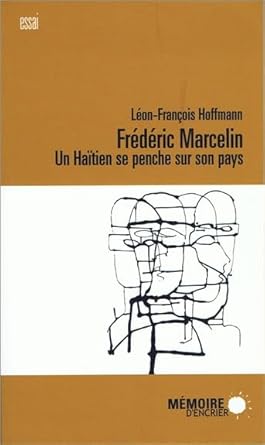 essai
Léon-François Hoffmann
Frédéric Marcelin
Un Haïtien se penche sur son pays
MÉMOIRE
D'ENCRIER